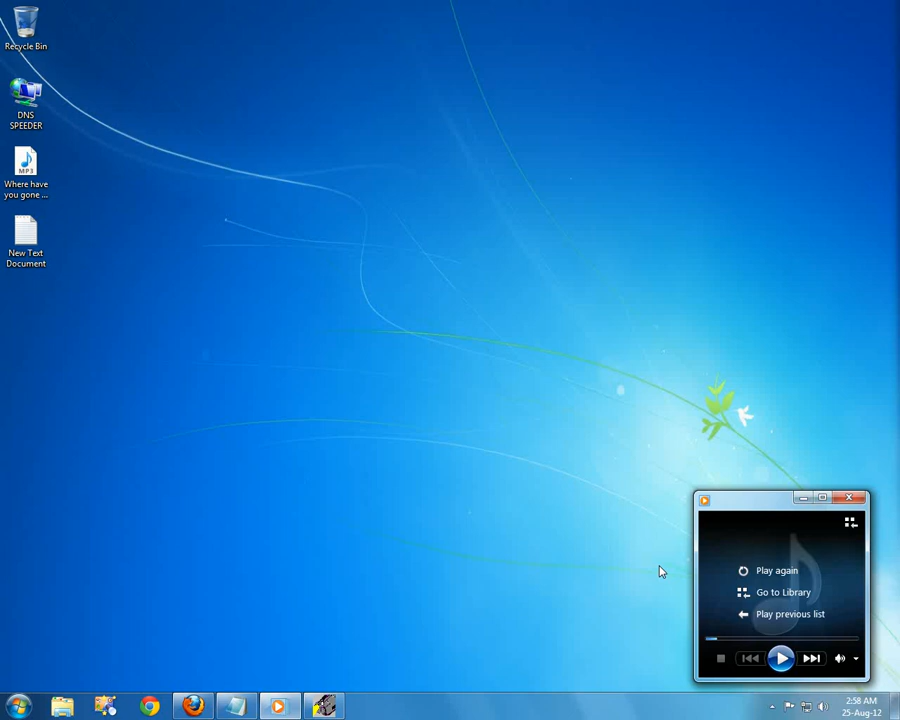 Recycle Bin
DNS
SPEEDER
MP3
Where have
you gone ...
New Text
Document
Play again
Go to Library
Play previous list
2:58 AM
25-Aug-12